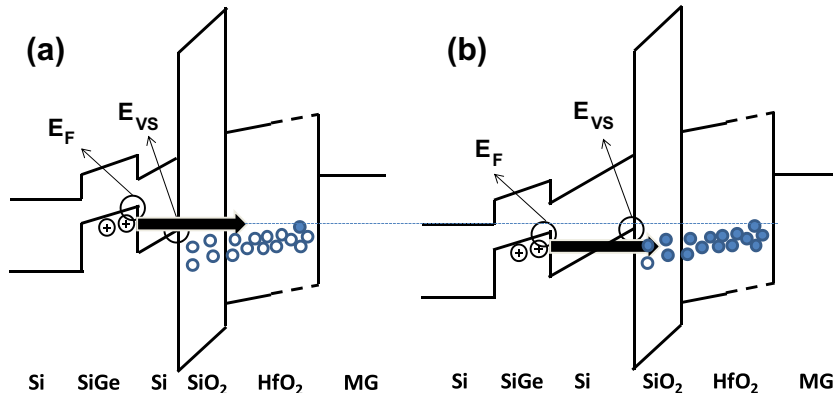 (a)
E_F
E_VS
+
+
Si SiGe Si SiO₂ HfO₂ MG
(b)
E_F
E_VS
+
+
Si SiGe Si SiO₂ HfO₂ MG